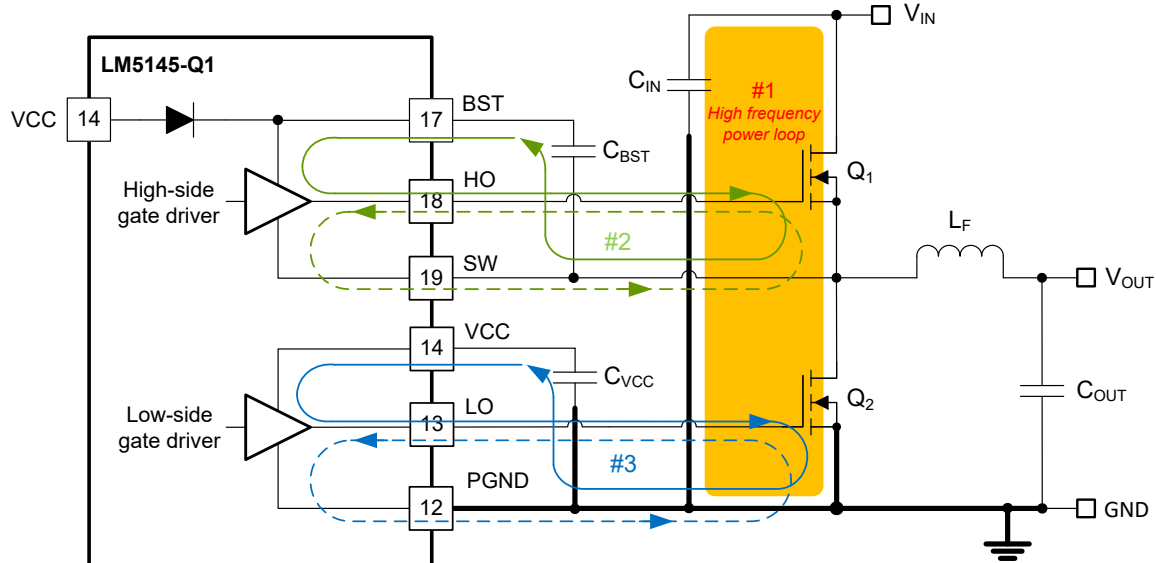 V_IN
LM5145-Q1
C_IN
#1
High frequency
power loop
VCC
14
17
BST
C_BST
High-side
gate driver
18
HO
Q_1
#2
L_F
19
SW
V_OUT
14
VCC
C_VCC
Low-side
gate driver
13
LO
Q_2
C_OUT
#3
12
PGND
GND